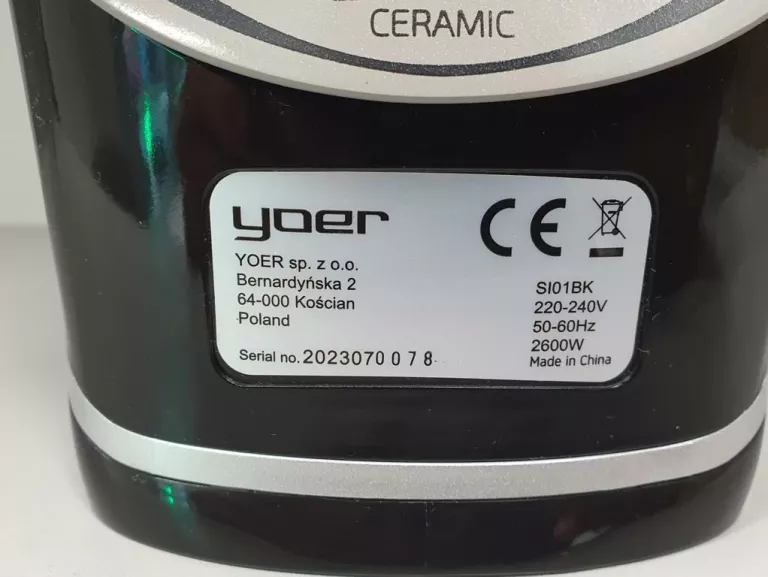 CERAMIC
yoer
CE
YOER sp. z o.o.
Bernardyńska 2
64-000 Kościan
Poland
Serial no. 2023070078
SI01BK
220-240V
50-60Hz
2600W
Made in China